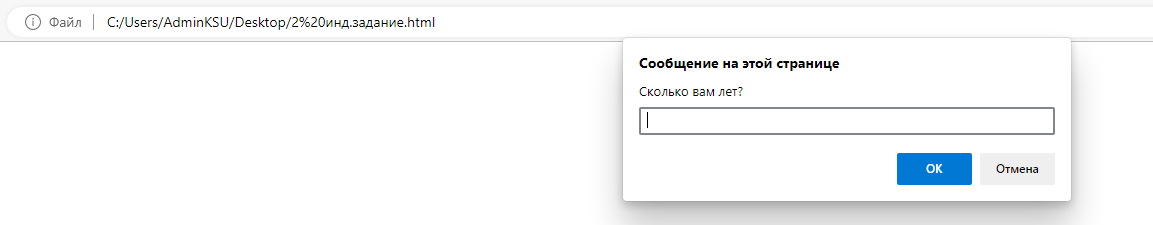 Файл C:/Users/AdminKSU/Desktop/2%20инд.задание.html
Сообщение на этой странице
Сколько вам лет?
ОК Отмена